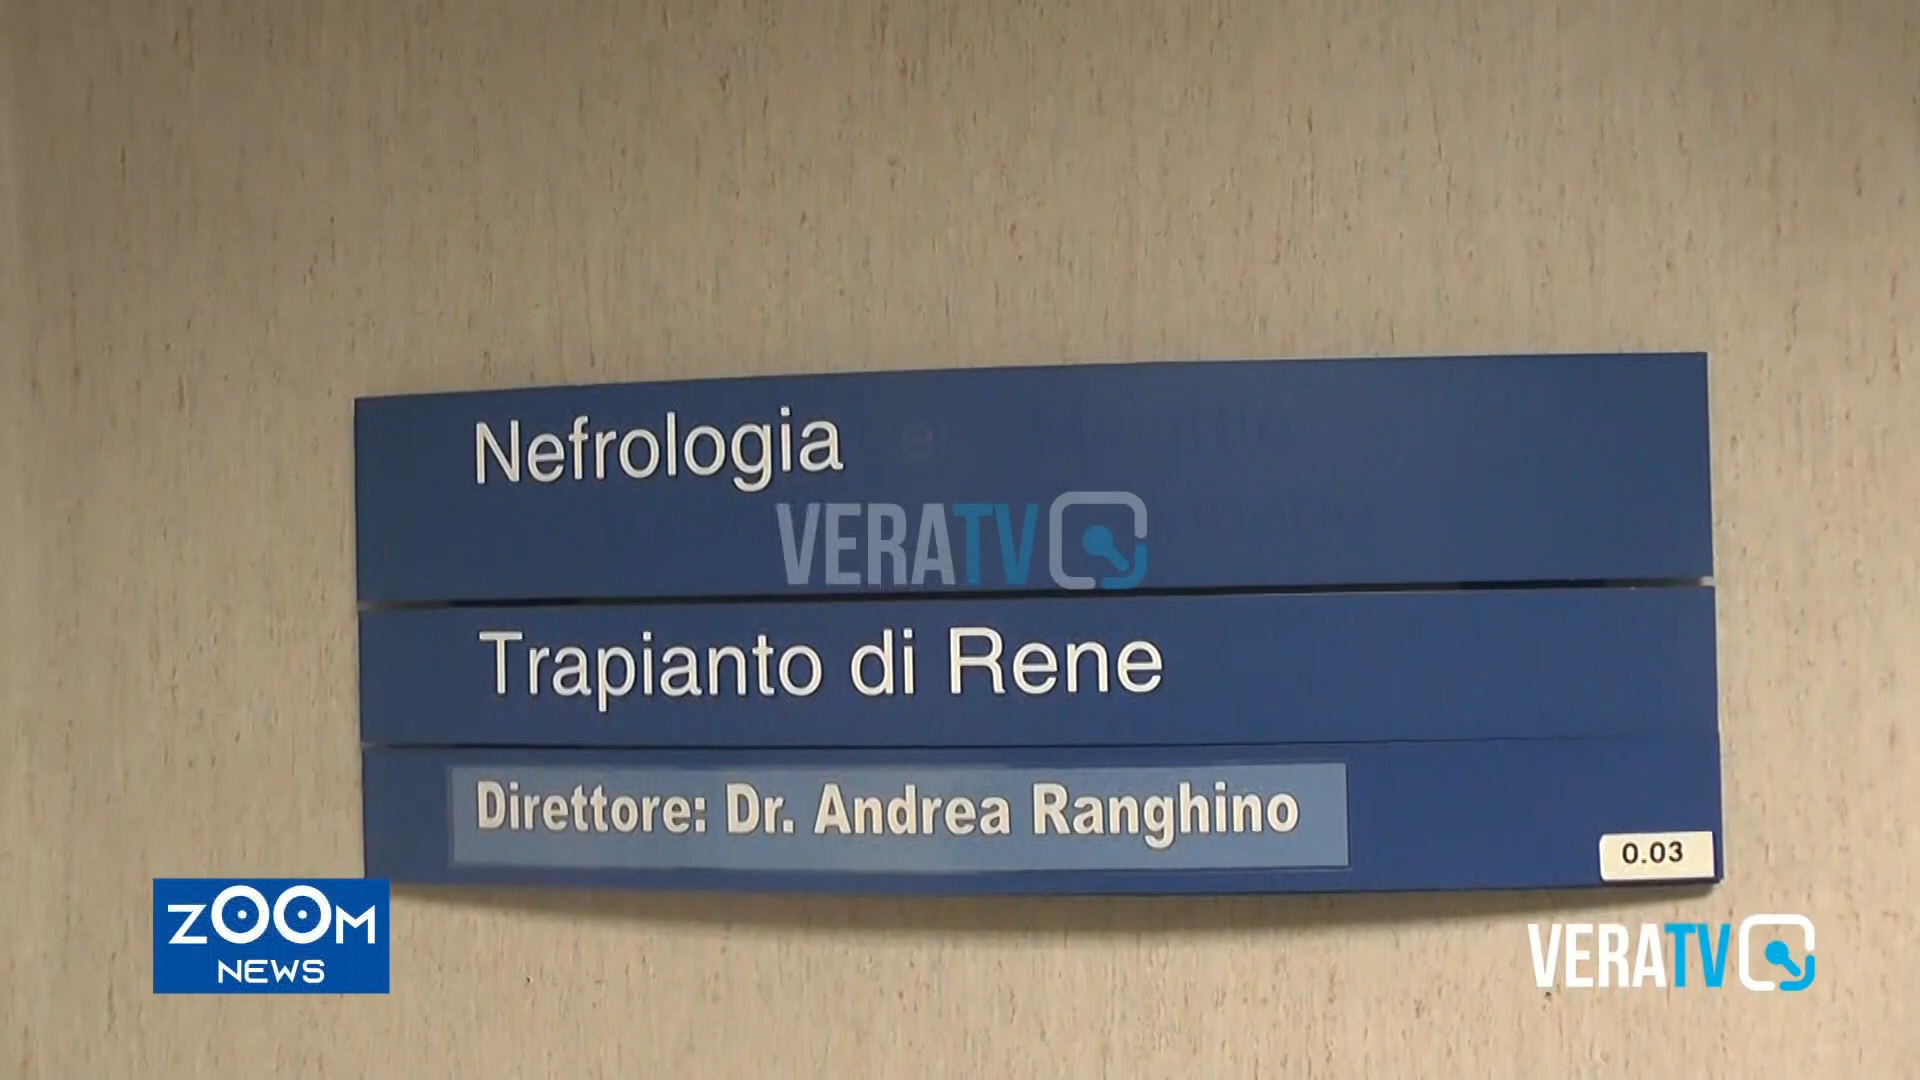 Nefrologia
VERATV
Trapianto di Rene
Direttore: Dr. Andrea Ranghino
0.03
ZOOM
NEWS
VERATV